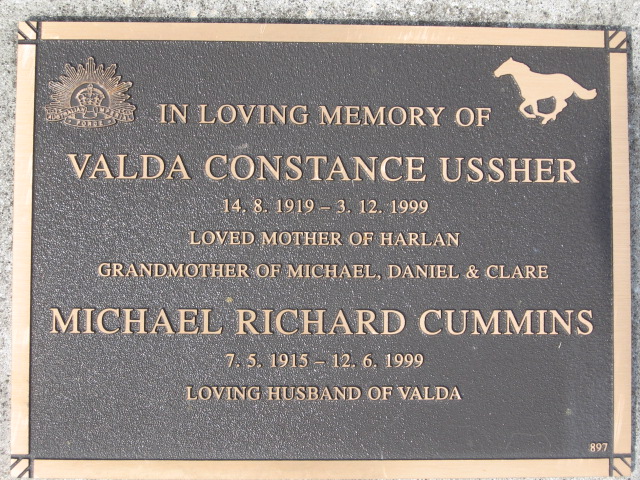 IN LOVING MEMORY OF
VALDA CONSTANCE USSHER
14. 8. 1919 – 3. 12. 1999
LOVED MOTHER OF HARLAN
GRANDMOTHER OF MICHAEL, DANIEL & CLARE
MICHAEL RICHARD CUMMINS
7. 5. 1915 – 12. 6. 1999
LOVING HUSBAND OF VALDA
897